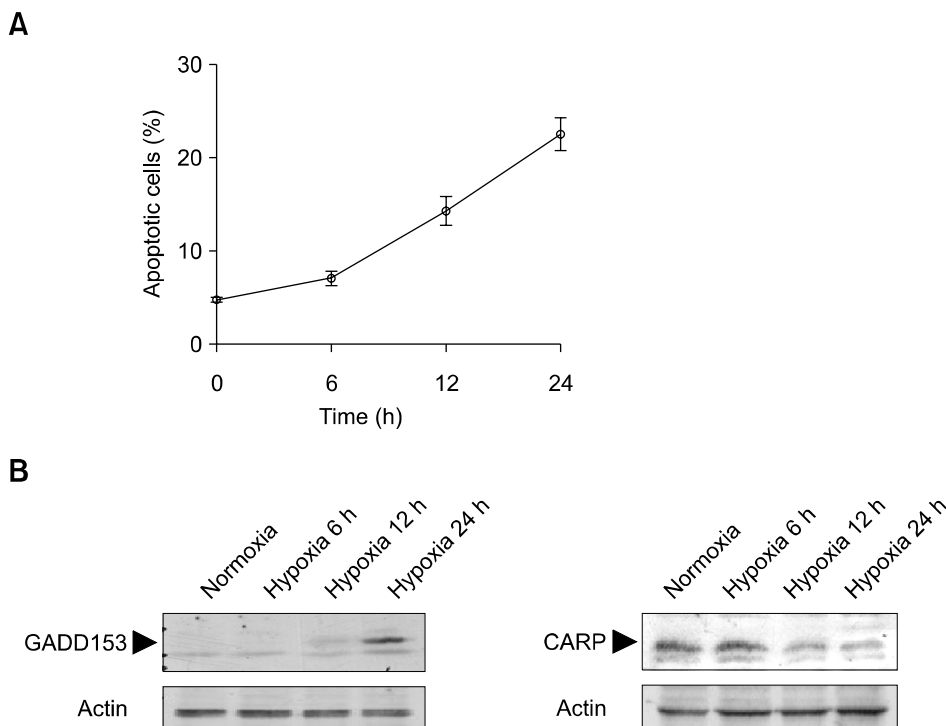 A
30
20
10
0
Apoptotic cells (%)
0 6 12 24
Time (h)
B
Normoxia Hypoxia 6 h Hypoxia 12 h Hypoxia 24 h
GADD153
Actin
Normoxia Hypoxia 6 h Hypoxia 12 h Hypoxia 24 h
CARP
Actin